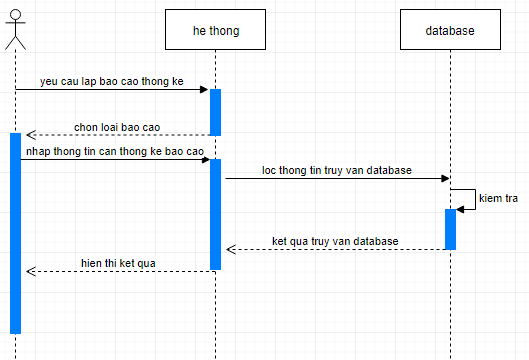 he thong
database
yeu cau lap bao cao thong ke
chon loai bao cao
nhap thong tin can thong ke bao cao
loc thong tin truy van database
kiem tra
ket qua truy van database
hien thi ket qua